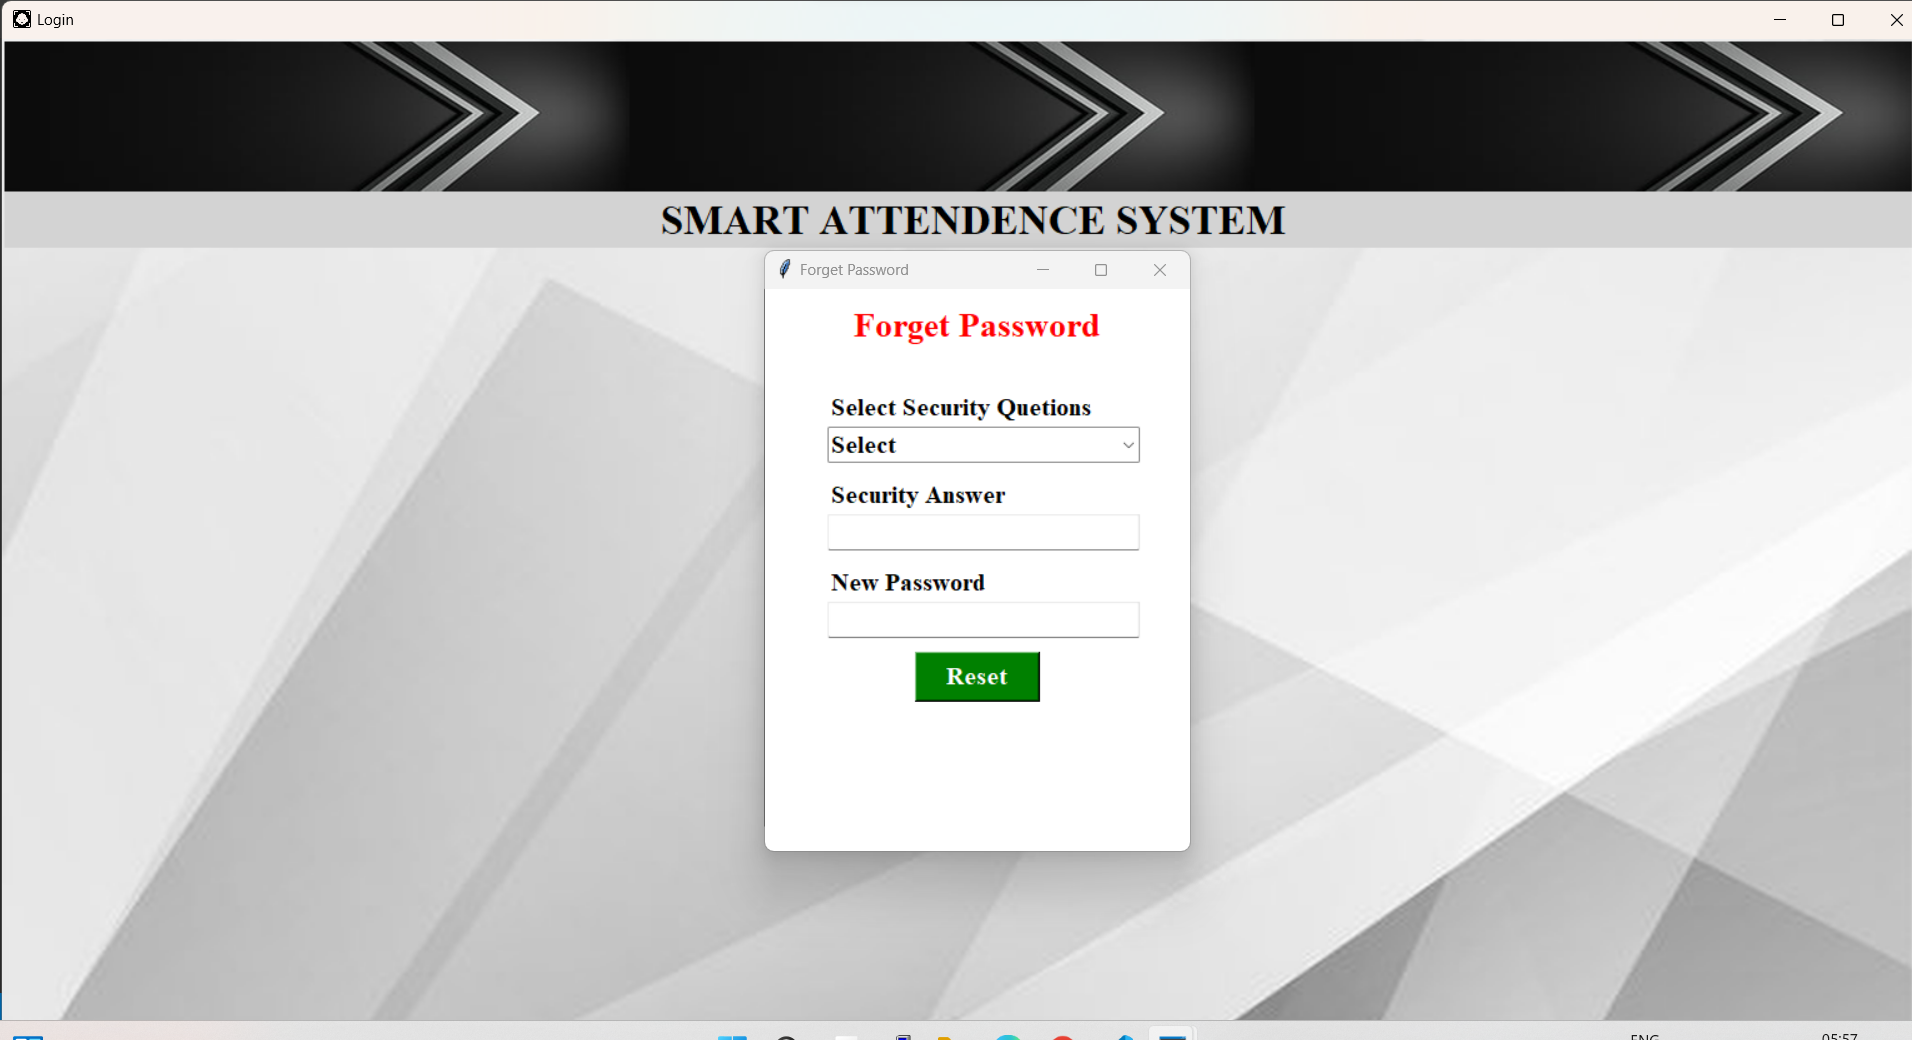 Login
SMART ATTENDENCE SYSTEM
Forget Password
Forget Password
Select Security Quetions
Select
Security Answer
New Password
Reset
ENG
05:57